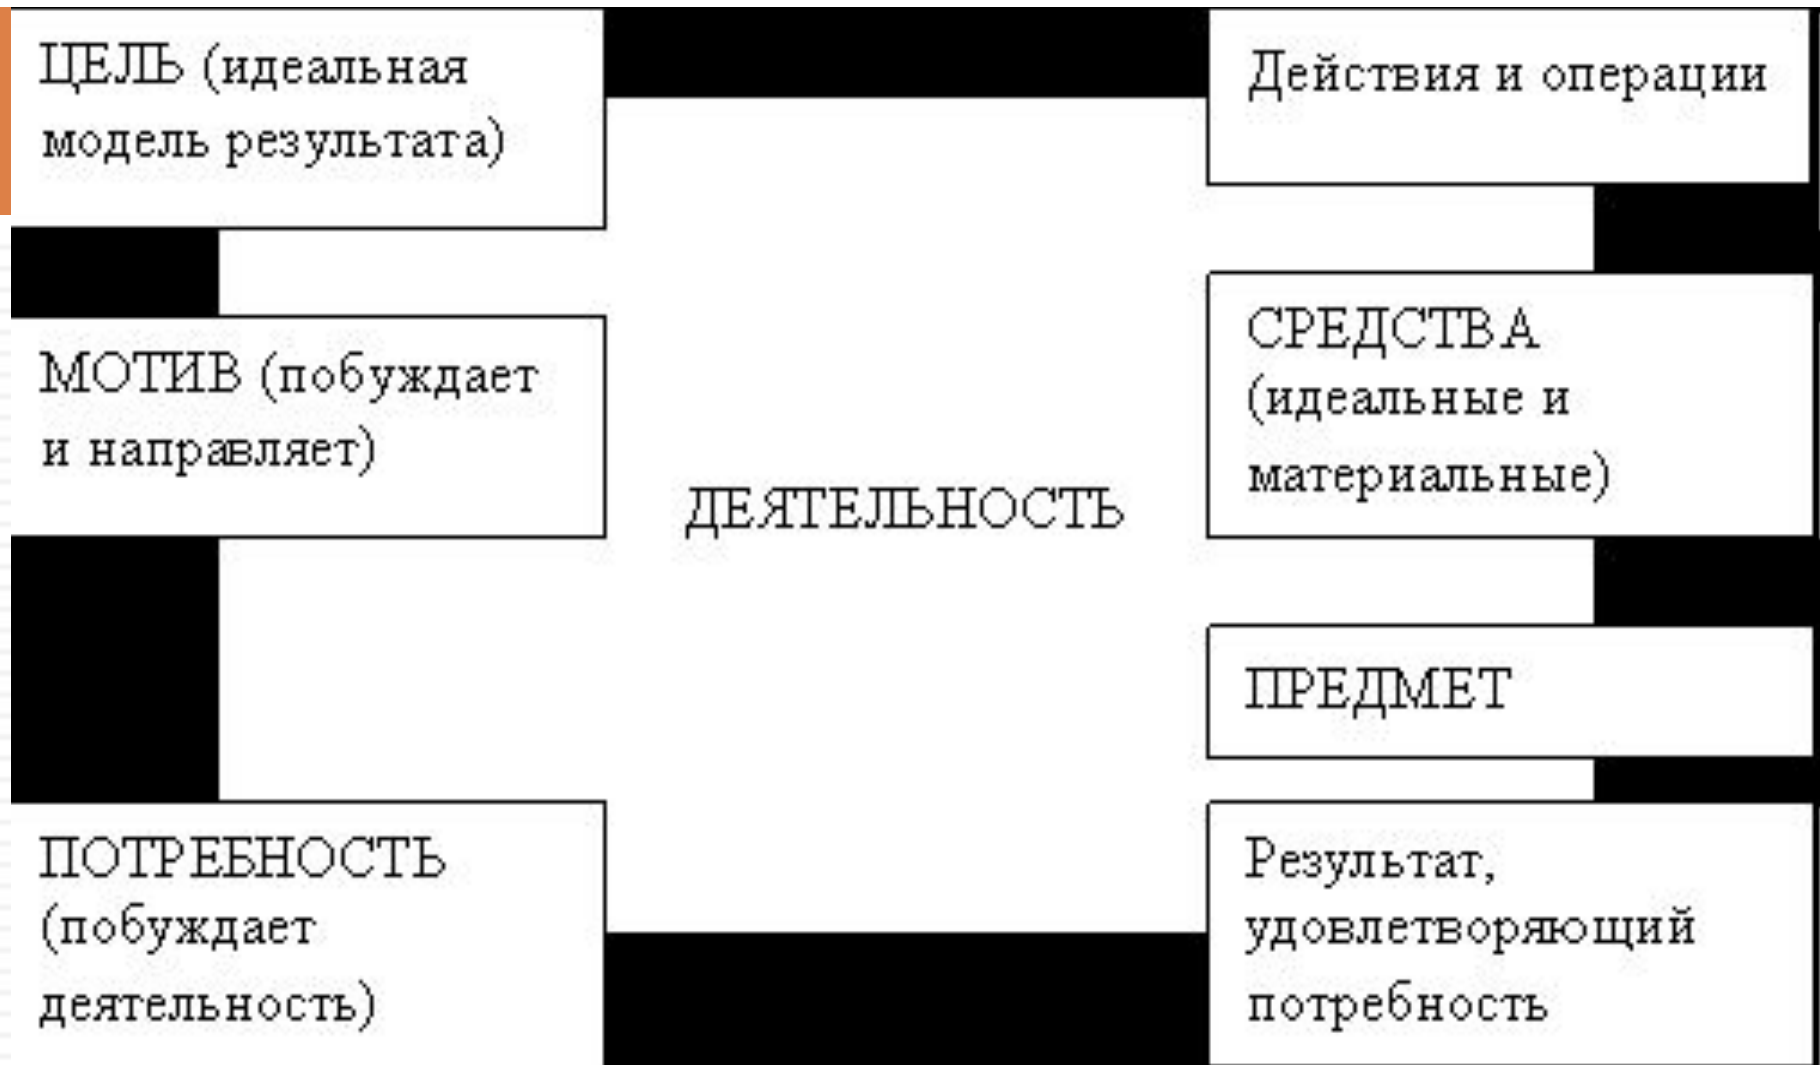 ЦЕЛЬ (идеальная
модель результата)
МОТИВ (побуждает
и направляет)
ПОТРЕБНОСТЬ
(побуждает
деятельность)
ДЕЯТЕЛЬНОСТЬ
Действия и операции
СРЕДСТВА
(идеальные и
материальные)
ПРЕДМЕТ
Результат,
удовлетворяющий
потребность